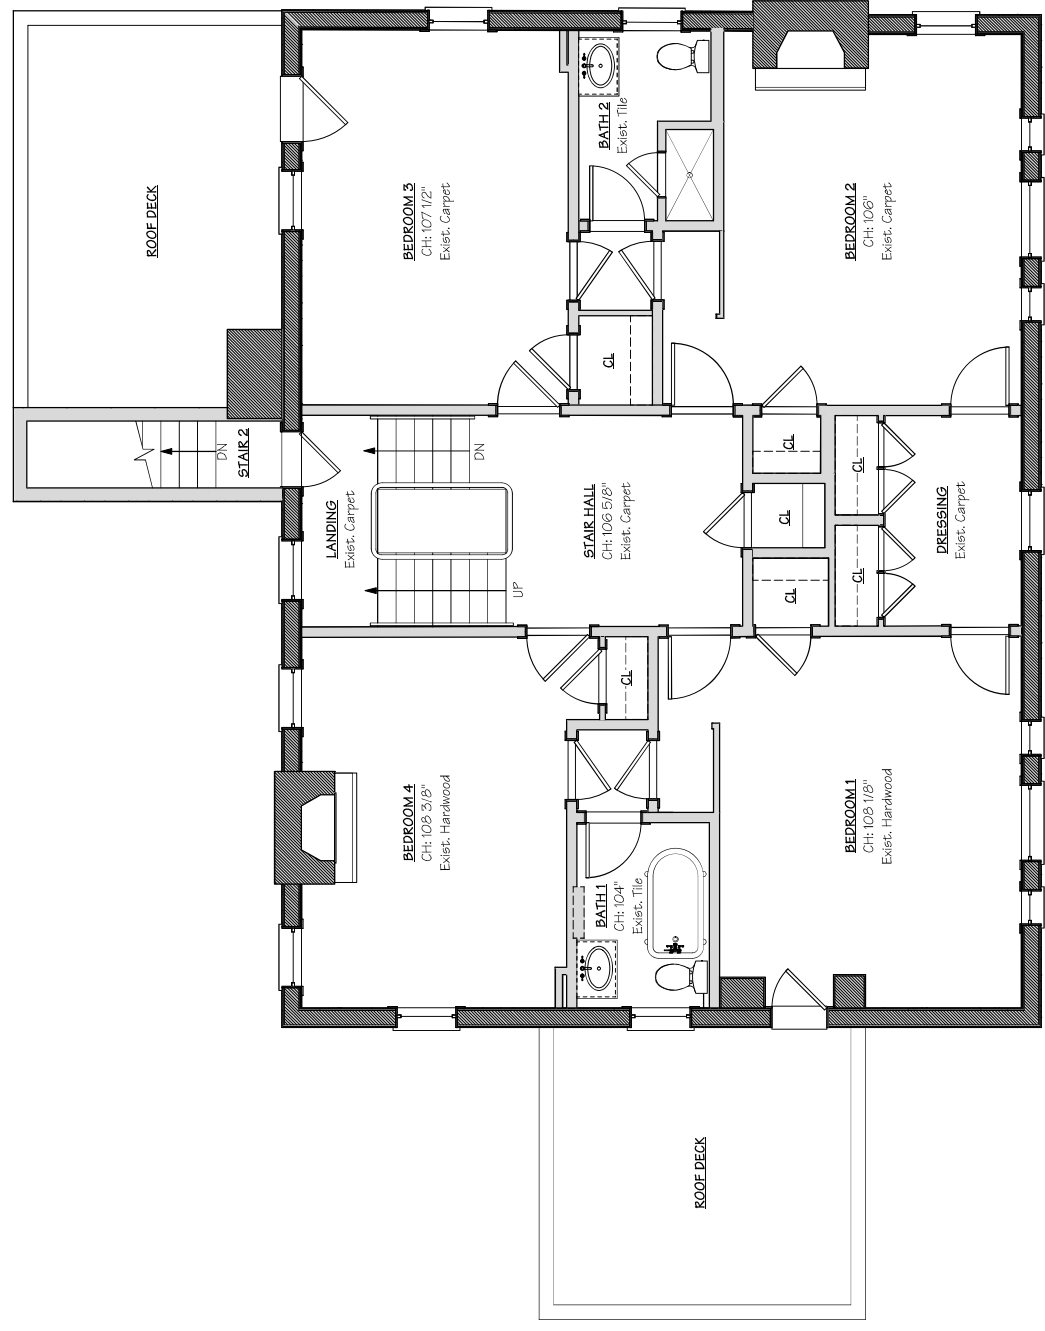 ROOF DECK
BEDROOM 3
CH: 107 1/2"
Exist. Carpet
BATH 2
Exist. Tile
BEDROOM 2
CH: 106"
Exist. Carpet
CL
STAIR 2
DN
LANDING
Exist. Carpet
DN
UP
STAIR HALL
CH: 106 5/8"
Exist. Carpet
CL
CL
CL
CL
CL
DRESSING
Exist. Carpet
CL
BEDROOM 4
CH: 108 3/8"
Exist. Hardwood
BATH 1
CH: 104"
Exist. Tile
BEDROOM 1
CH: 108 1/8"
Exist. Hardwood
ROOF DECK